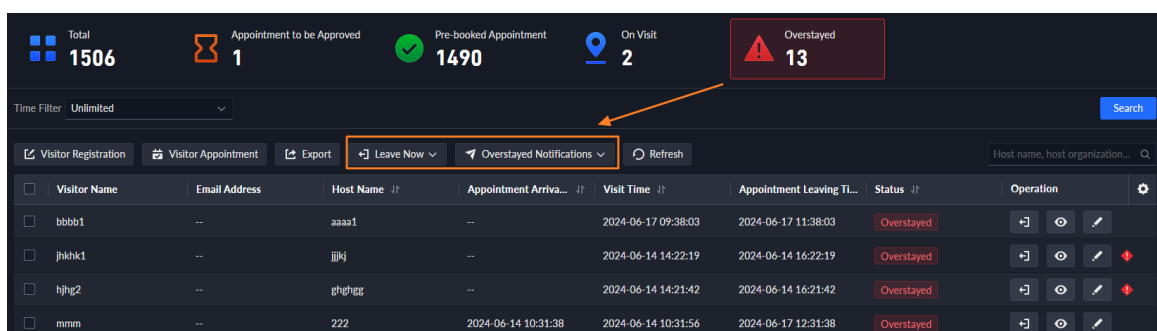 Total
1506
Appointment to be Approved
1
Pre-booked Appointment
1490
On Visit
2
Overstayed
13
Time Filter Unlimited
Search
Visitor Registration Visitor Appointment Export Leave Now Overstayed Notifications Refresh Host name, host organization...
Visitor Name Email Address Host Name Appointment Arriva... Visit Time Appointment Leaving Ti... Status Operation
bbbb1 -- aaaa1 -- 2024-06-17 09:38:03 2024-06-17 11:38:03 Overstayed
jhkhk1 -- jjjkj -- 2024-06-14 14:22:19 2024-06-14 16:22:19 Overstayed
hjhg2 -- ghghgg -- 2024-06-14 14:21:42 2024-06-14 16:21:42 Overstayed
mmm -- 222 2024-06-14 10:31:38 2024-06-14 10:31:56 2024-06-17 12:31:38 Overstayed